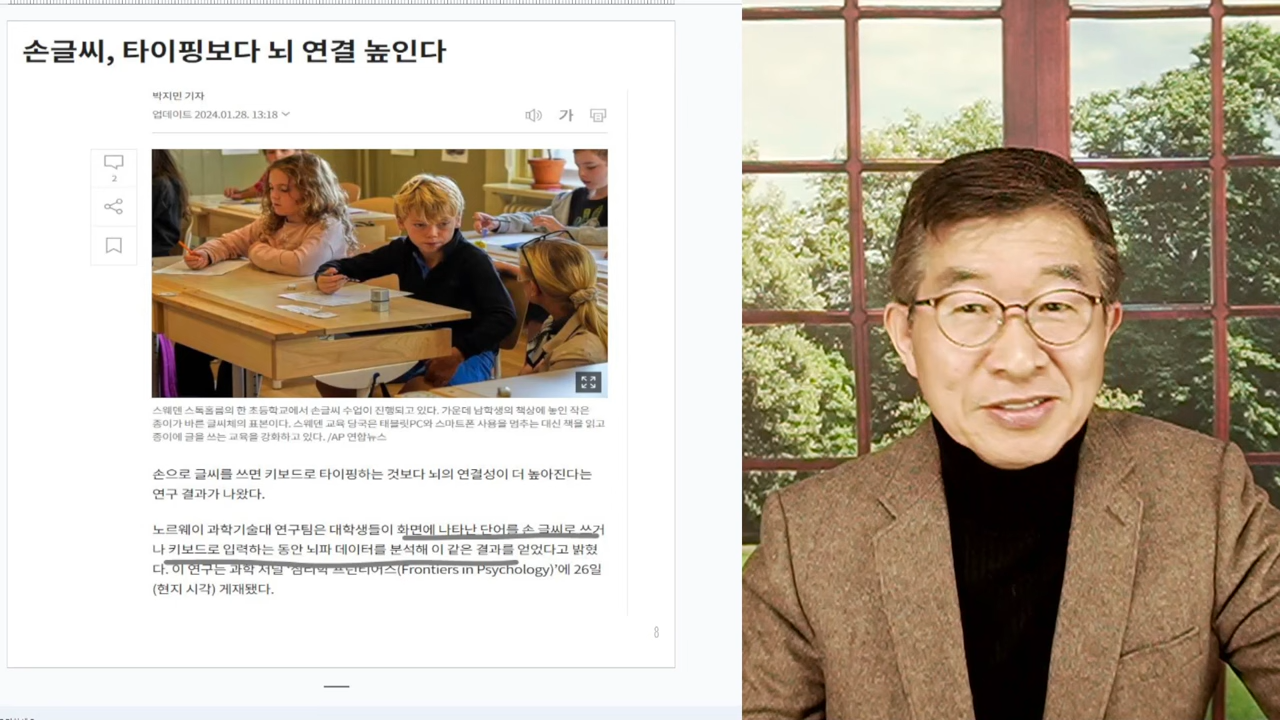 손글씨, 타이핑보다 뇌 연결 높인다
박지민 기자
업데이트 2024.01.28. 13:18
가
2
스웨덴 스톡홀름의 한 초등학교에서 손글씨 수업이 진행되고 있다. 가운데 남학생의 책상에 놓인 작은
종이가 바른 글씨체의 표본이다. 스웨덴 교육 당국은 태블릿PC와 스마트폰 사용을 멈추는 대신 책을 읽고
종이에 글을 쓰는 교육을 강화하고 있다. /AP 연합뉴스
손으로 글씨를 쓰면 키보드로 타이핑하는 것보다 뇌의 연결성이 더 높아진다는
연구 결과가 나왔다.
노르웨이 과학기술대 연구팀은 대학생들이 화면에 나타난 단어를 손 글씨로 쓰거
나 키보드로 입력하는 동안 뇌파 데이터를 분석해 이 같은 결과를 얻었다고 밝혔
다. 이 연구는 과학 저널 '심리학 프런티어스(Frontiers in Psychology)'에 26일
(현지 시각) 게재됐다.
8